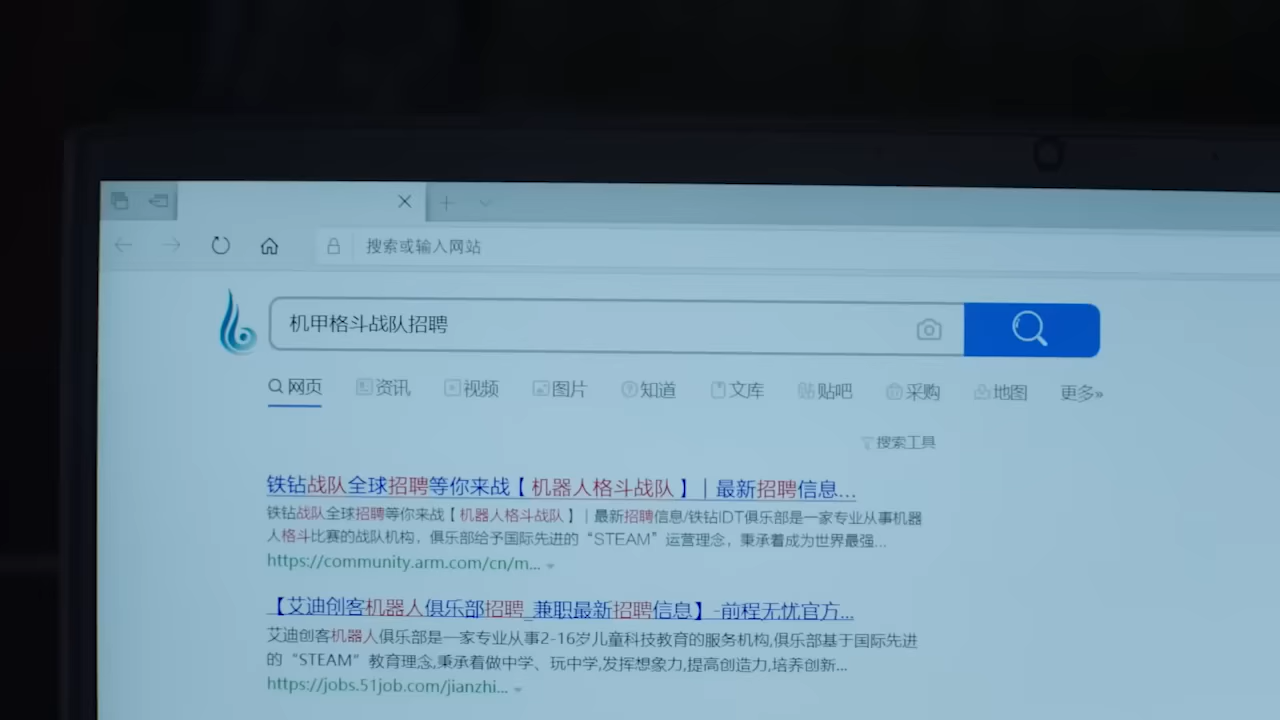 搜索或输入网站
机甲格斗战队招聘
网页 资讯 视频 图片 知道 文库 贴吧 采购 地图 更多»
搜索工具
铁钻战队全球招聘等你来战【机器人格斗战队】 | 最新招聘信息...
铁钻战队全球招聘等你来战【机器人格斗战队】 | 最新招聘信息/铁钻IDT俱乐部是一家专业从事机器
人格斗比赛的战队机构，俱乐部给予国际先进的“STEAM”运营理念，秉承着成为世界最强...
https://community.arm.com/cn/m...
【艾迪创客机器人俱乐部招聘_兼职最新招聘信息】-前程无忧官方...
艾迪创客机器人俱乐部是一家专业从事2-16岁儿童科技教育的服务机构,俱乐部基于国际先进
的“STEAM”教育理念,秉承着做中学、玩中学,发挥想象力,提高创造力,培养创新...
https://jobs.51job.com/jianzhi...